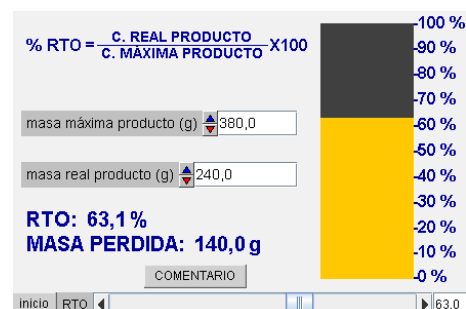 % RTO = C. REAL PRODUCTO X100
C. MÁXIMA PRODUCTO
masa máxima producto (g) 380,0
masa real producto (g) 240,0
RTO: 63,1 %
MASA PERDIDA: 140,0 g
COMENTARIO
100 %
90 %
80 %
70 %
60 %
50 %
40 %
30 %
20 %
10 %
0 %
inicio RTO 63.0